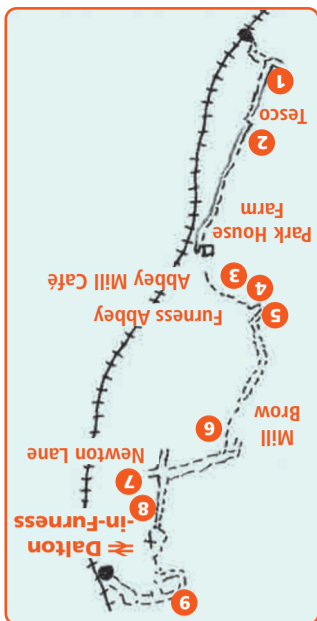 9
Dalton
-in-Furness
8
7
Newton Lane
Mill
Brow
6
5
Furness Abbey
4
3
Abbey Mill Café
Park House
Farm
2
Tesco
1